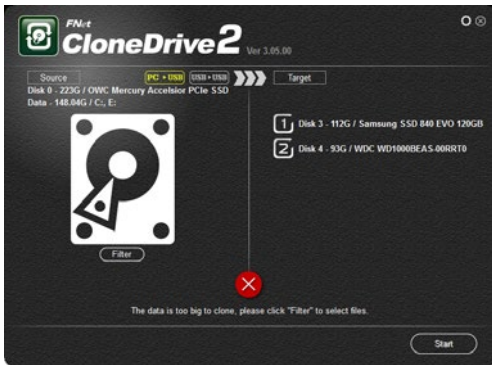 FNet
CloneDrive2 Ver 3.05.00
Source PC ▸ USB USB ▸ USB Target
Disk 0 - 223G / OWC Mercury Accelsior PCIe SSD
Data - 148.04G / C:, E:
1 Disk 3 - 112G / Samsung SSD 840 EVO 120GB
2 Disk 4 - 93G / WDC WD1000BEAS-00RRT0
Filter
The data is too big to clone, please click "Filter" to select files.
Start